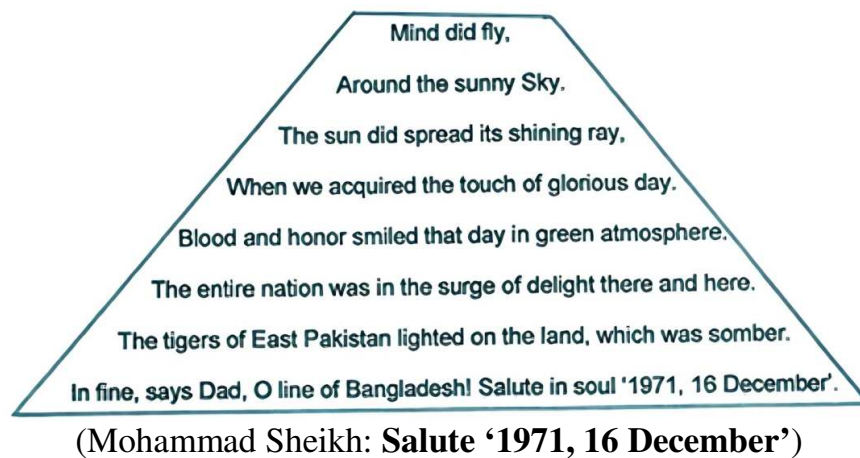 Mind did fly,
Around the sunny Sky.
The sun did spread its shining ray,
When we acquired the touch of glorious day.
Blood and honor smiled that day in green atmosphere.
The entire nation was in the surge of delight there and here.
The tigers of East Pakistan lighted on the land, which was somber.
In fine, says Dad, O line of Bangladesh! Salute in soul '1971, 16 December'.
(Mohammad Sheikh: Salute ‘1971, 16 December’)